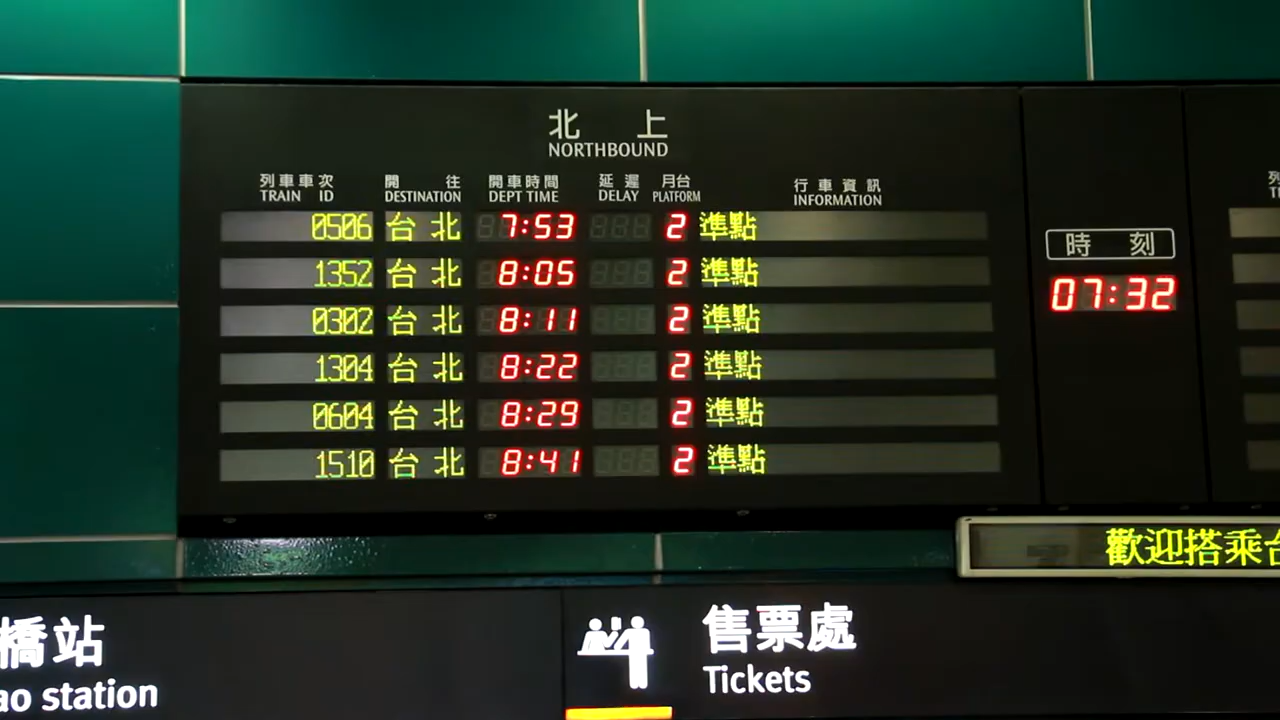 北 上
NORTHBOUND
列車車次 開 往 開車時間 延 遲 月台 行 車 資 訊
TRAIN ID DESTINATION DEPT TIME DELAY PLATFORM INFORMATION
0506 台 北 7:53 2 準點
1352 台 北 8:05 2 準點
0302 台 北 8:11 2 準點
1304 台 北 8:22 2 準點
0604 台 北 8:29 2 準點
1510 台 北 8:41 2 準點
時 刻
07:32
列
歡迎搭乘台
橋站
ao station
售票處
Tickets